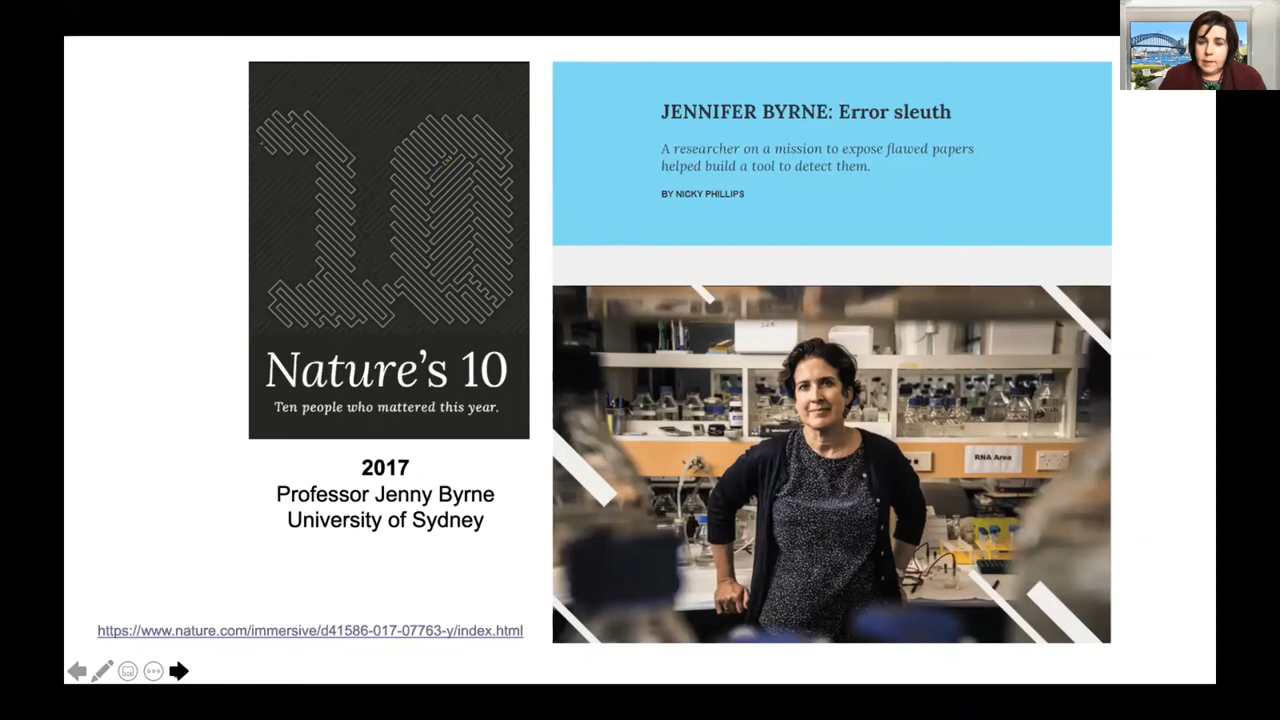 Nature's 10
Ten people who mattered this year.
2017
Professor Jenny Byrne
University of Sydney
https://www.nature.com/immersive/d41586-017-07763-y/index.html
JENNIFER BYRNE: Error sleuth
A researcher on a mission to expose flawed papers
helped build a tool to detect them.
BY NICKY PHILLIPS
RNA Area